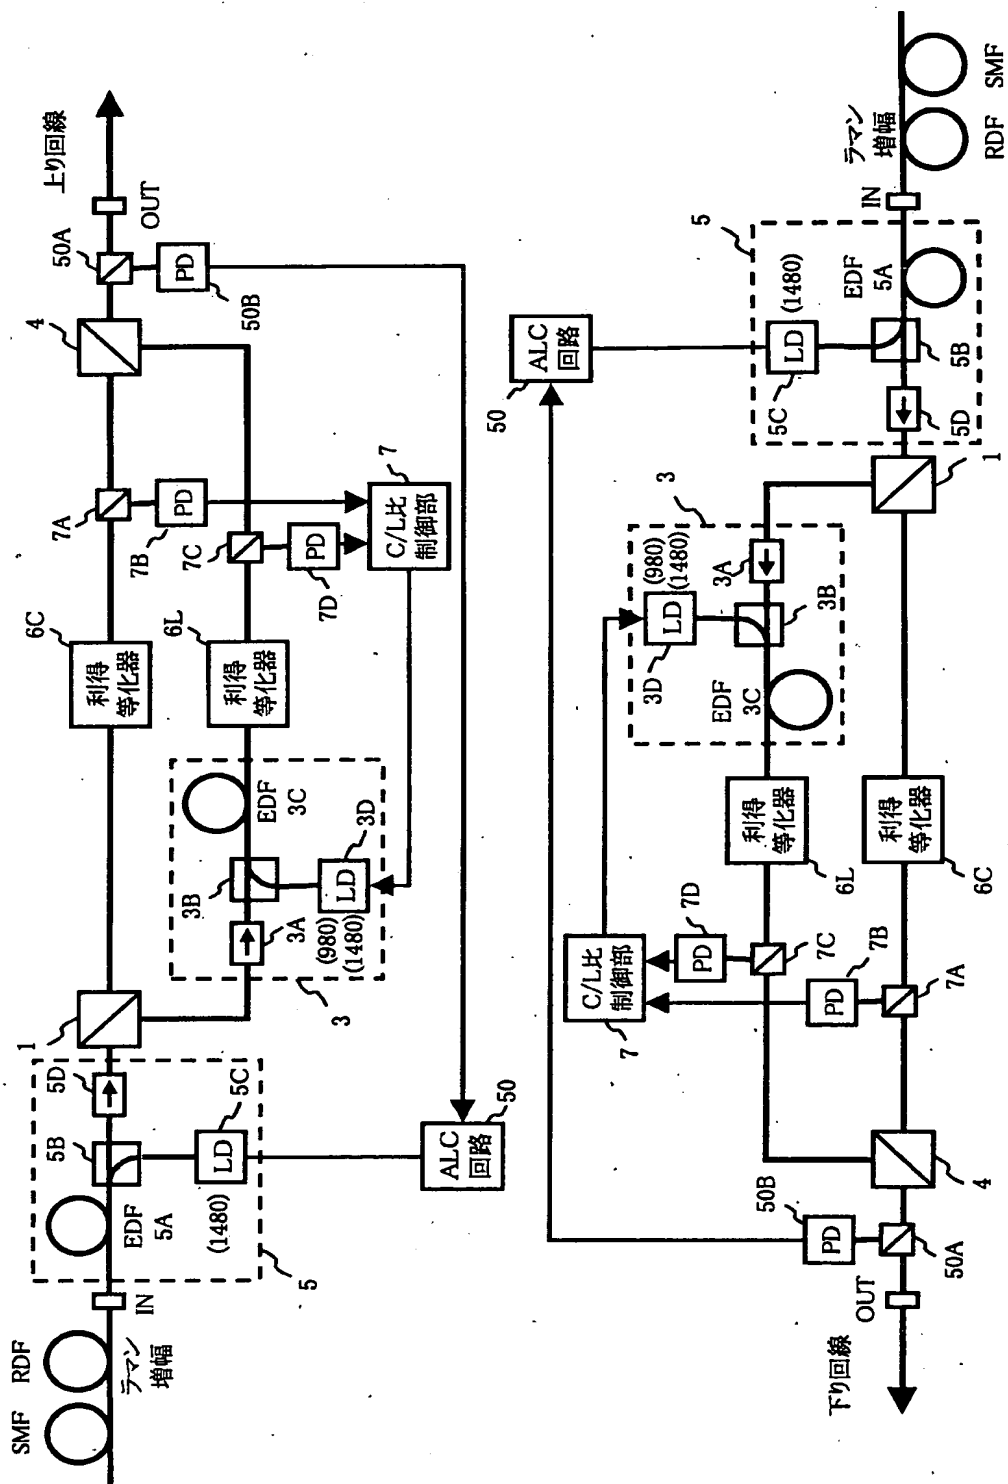 SMF
RDF
ラマン
増幅
IN
5
EDF
5A
5B
5C
LD
(1480)
5D
1
3
3A
3B
EDF
3C
3D
LD
(980)
(1480)
6C
利得
等化器
6L
利得
等化器
7A
PD
7B
7C
PD
7D
7
C/L比
制御部
4
50A
PD
50B
OUT
上り回線
ALC
回路
50
ラマン
増幅
RDF
SMF
IN
5
EDF
5A
5B
5C
LD
(1480)
5D
1
ALC
回路
50
3
3A
3B
LD
(980)
(1480)
3D
EDF
3C
利得
等化器
6L
利得
等化器
6C
7D
PD
7C
7B
PD
7A
C/L比
制御部
7
4
50B
PD
50A
OUT
下り回線